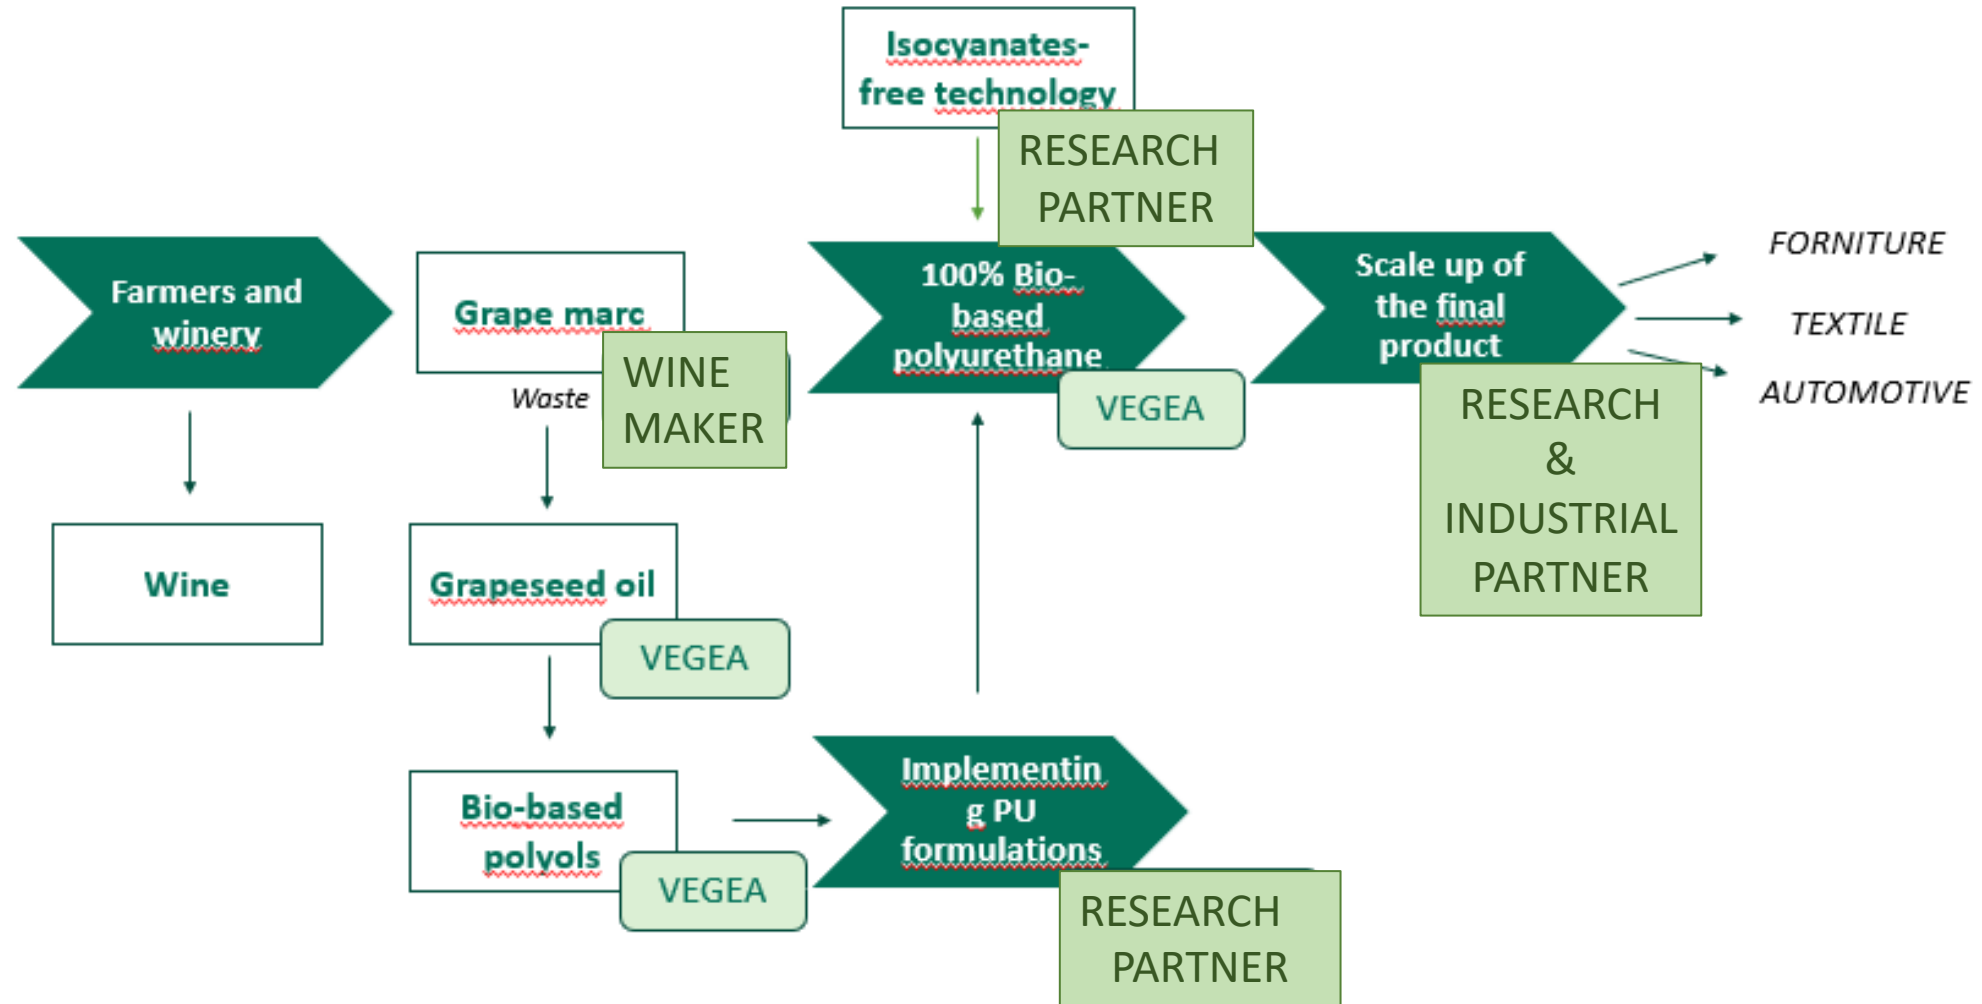 Isocyanates-
free technology
RESEARCH
PARTNER
Farmers and
winery
Grape marc
Waste
WINE
MAKER
100% Bio-
based
polyurethane
VEGEA
Scale up of
the final
product
RESEARCH
&
INDUSTRIAL
PARTNER
FORNITURE
TEXTILE
AUTOMOTIVE
Wine
Grapeseed oil
VEGEA
Bio-based
polyols
VEGEA
Implementin
g PU
formulations
RESEARCH
PARTNER